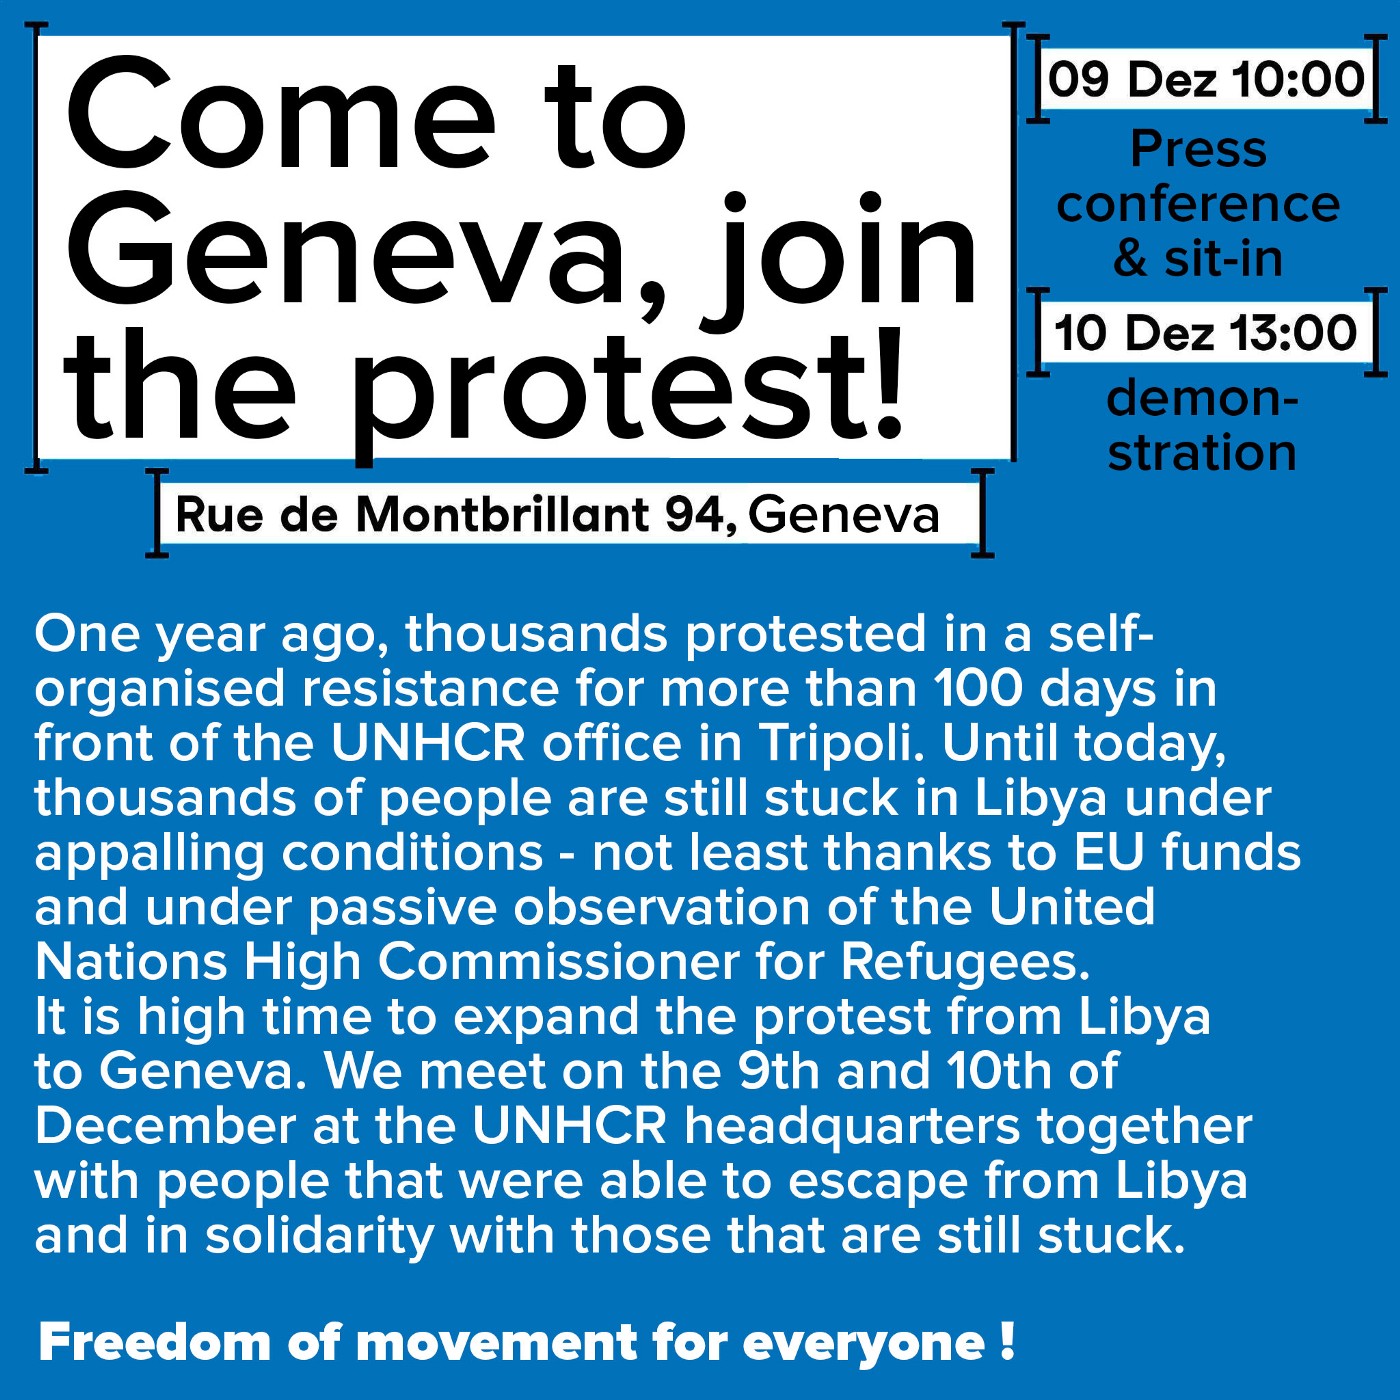 Come to
Geneva, join
the protest!
Rue de Montbrillant 94, Geneva
09 Dez 10:00
Press
conference
& sit-in
10 Dez 13:00
demon-
stration
One year ago, thousands protested in a self-
organised resistance for more than 100 days in
front of the UNHCR office in Tripoli. Until today,
thousands of people are still stuck in Libya under
appalling conditions - not least thanks to EU funds
and under passive observation of the United
Nations High Commissioner for Refugees.
It is high time to expand the protest from Libya
to Geneva. We meet on the 9th and 10th of
December at the UNHCR headquarters together
with people that were able to escape from Libya
and in solidarity with those that are still stuck.
Freedom of movement for everyone !